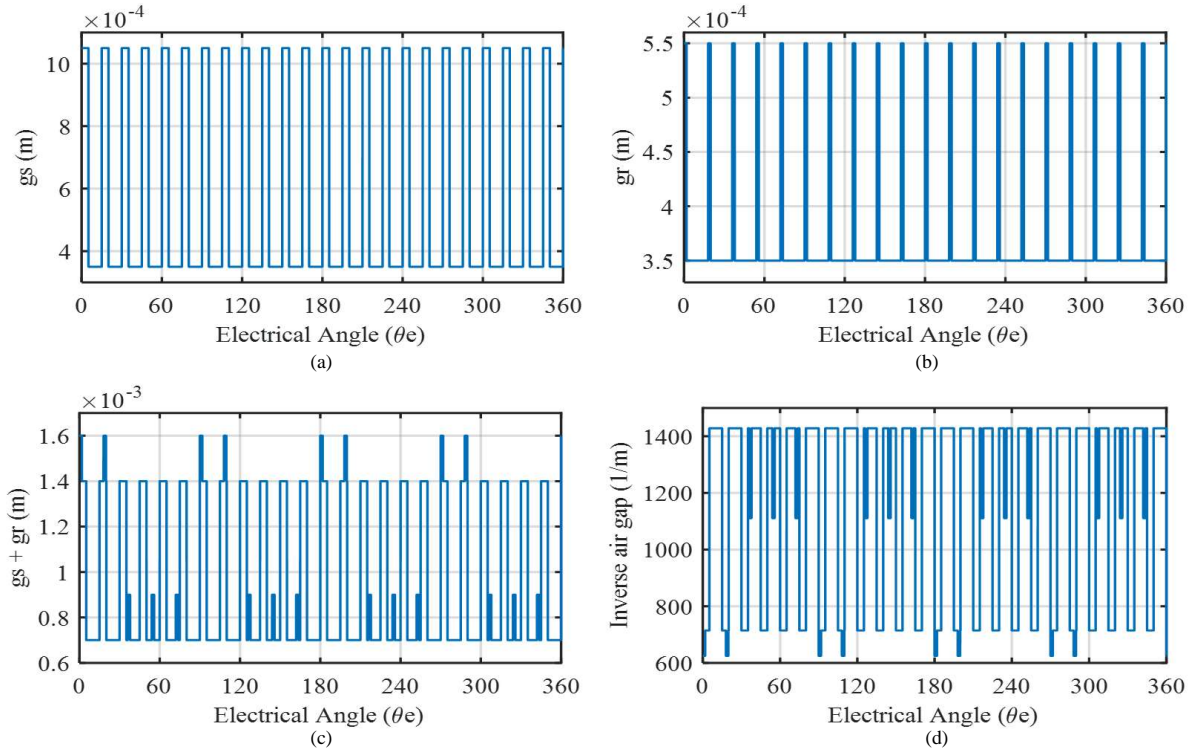 ×10⁻⁴
10
8
6
4
gs (m)
0 60 120 180 240 300 360
Electrical Angle (θe)
(a)
×10⁻⁴
5.5
5
4.5
4
3.5
gr (m)
0 60 120 180 240 300 360
Electrical Angle (θe)
(b)
×10⁻³
1.6
1.4
1.2
1
0.8
0.6
gs + gr (m)
0 60 120 180 240 300 360
Electrical Angle (θe)
(c)
1400
1200
1000
800
600
Inverse air gap (1/m)
0 60 120 180 240 300 360
Electrical Angle (θe)
(d)